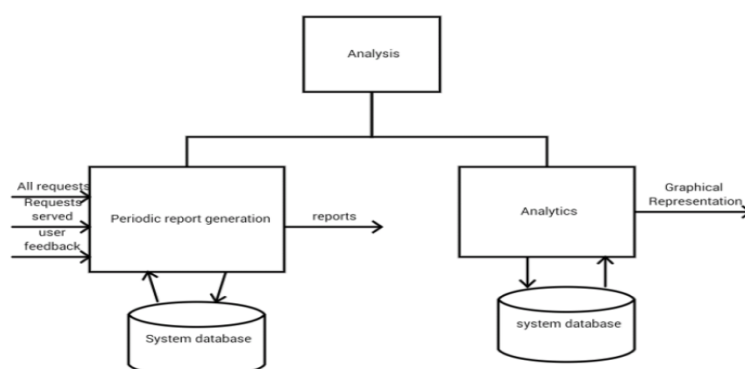 Analysis
All requests
Requests
served
user
feedback
Periodic report generation
reports
System database
Analytics
Graphical
Representation
system database